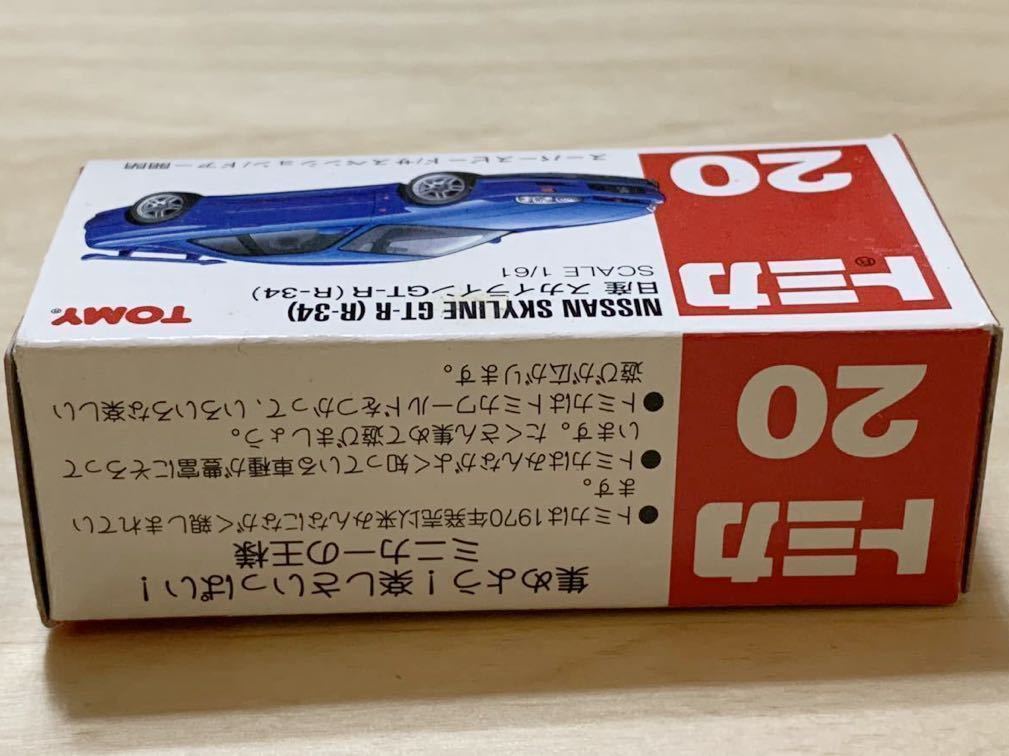 トミカ
20
集めよう！楽しさいっぱい！
ミニカーの王様
●トミカは1970年発売以来みんなにながく親しまれてい
ます。
●トミカはみんながよく知っている車種が豊富にそろって
います。たくさん集めて遊びましょう。
●トミカはトミカワールドをつかって、いろいろな楽しい
遊びが広がります。
トミカ®
20
NISSAN SKYLINE GT-R (R-34)
日産 スカイラインGT-R (R-34)
SCALE 1/61
TOMY®
スーパースピード/サスペンション/ドアー開閉